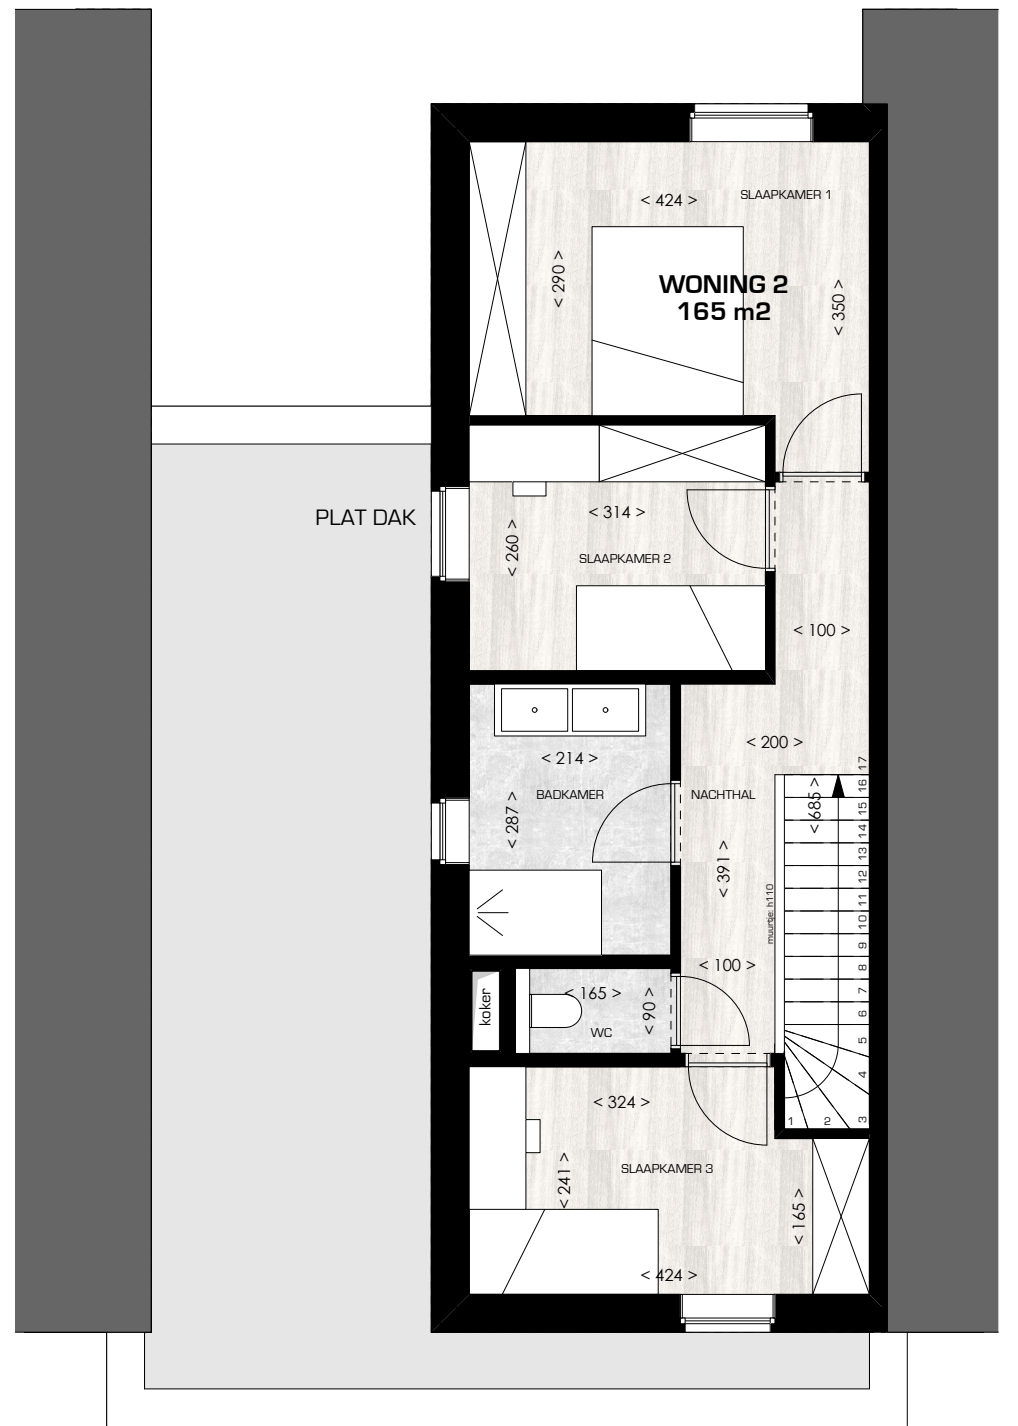 < 424 >
SLAAPKAMER 1
< 290 >
WONING 2
165 m2
< 350 >
PLAT DAK
< 314 >
< 260 >
SLAAPKAMER 2
< 100 >
< 200 >
< 214 >
BADKAMER
< 287 >
NACHTHAL
< 685 >
< 391 >
muurtje: h110
17
16
15
14
13
12
11
10
9
8
7
6
5
4
3
2
1
< 100 >
koker
< 165 >
< 90 >
WC
< 324 >
SLAAPKAMER 3
< 241 >
< 165 >
< 424 >